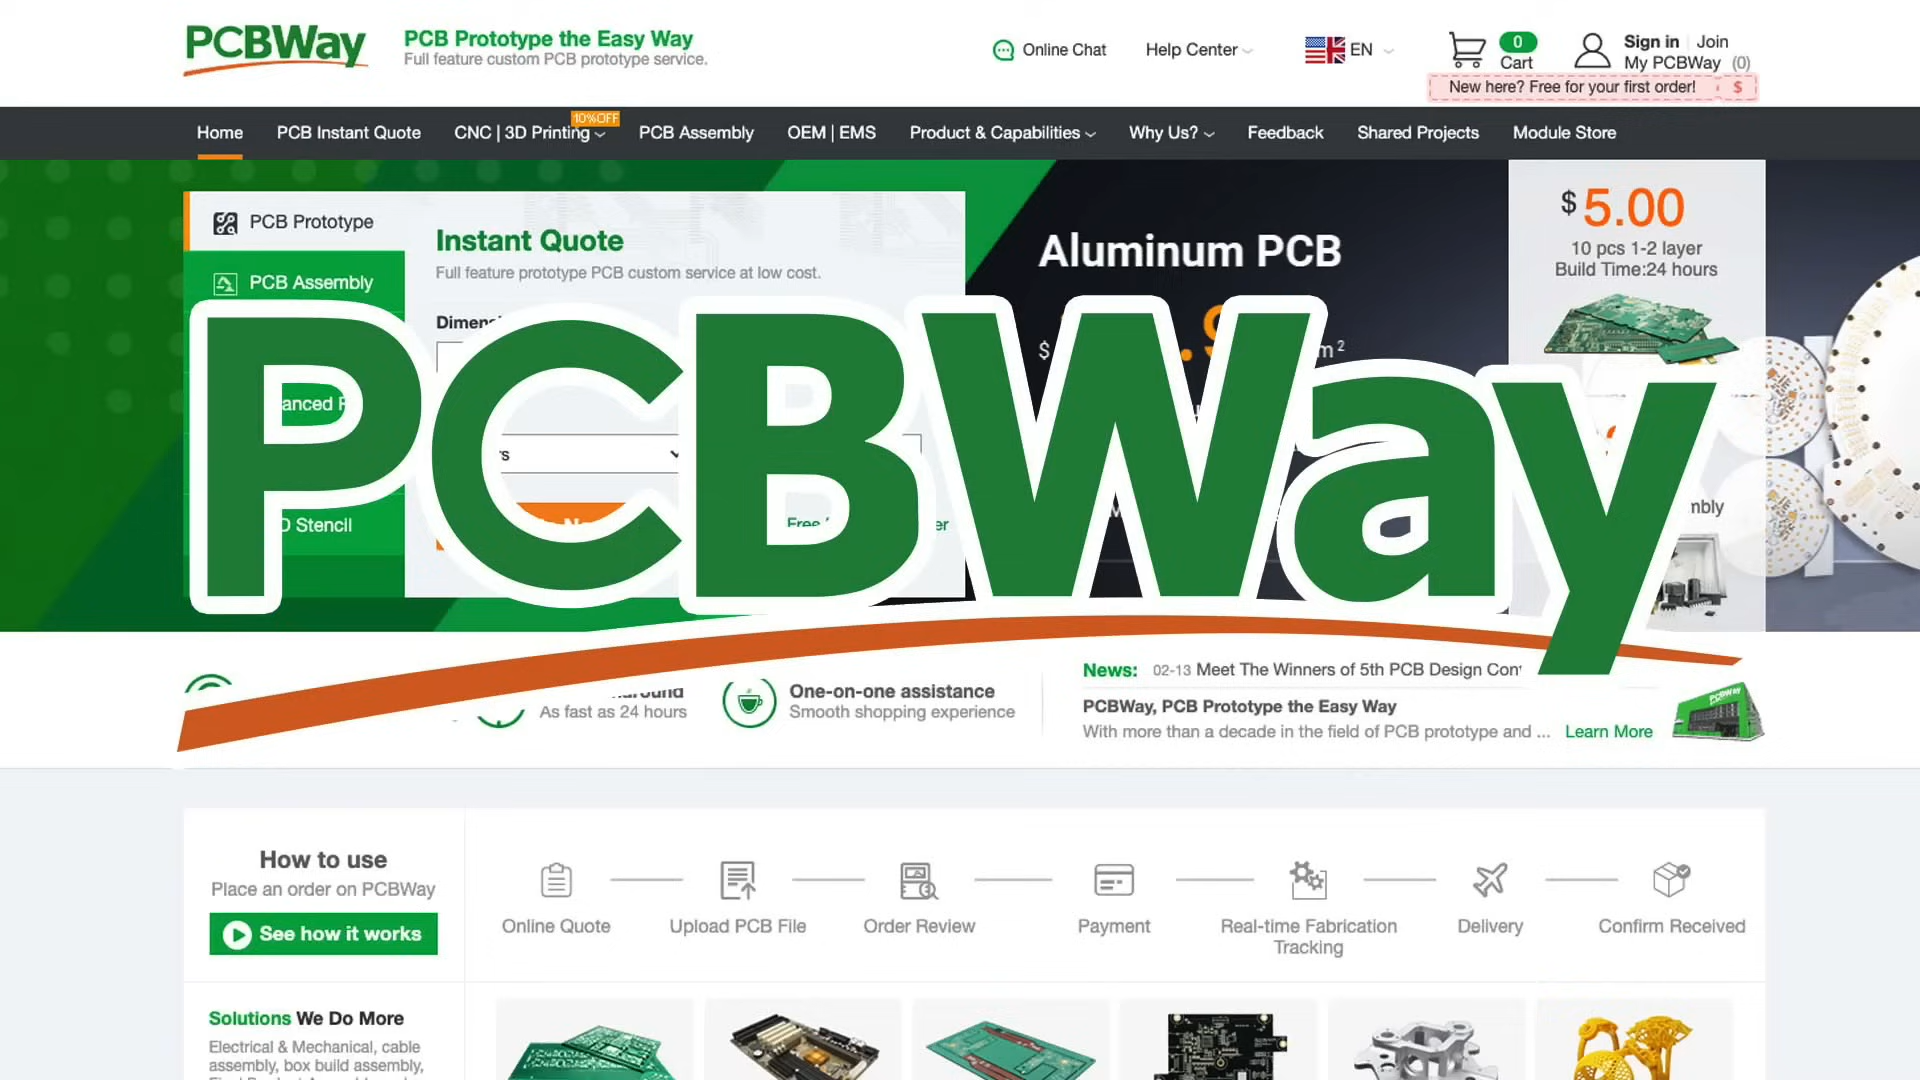 PCBWay
PCB Prototype the Easy Way
Full feature custom PCB prototype service.
Online Chat
Help Center
EN
0
Cart
Sign in | Join
My PCBWay (0)
New here? Free for your first order! $
10%OFF
Home
PCB Instant Quote
CNC | 3D Printing
PCB Assembly
OEM | EMS
Product & Capabilities
Why Us?
Feedback
Shared Projects
Module Store
PCB Prototype
PCB Assembly
D Stencil
Instant Quote
Full feature prototype PCB custom service at low cost.
Aluminum PCB
$
m²
$ 5.00
10 pcs 1-2 layer
Build Time:24 hours
PCBWay
As fast as 24 hours
One-on-one assistance
Smooth shopping experience
News: 02-13 Meet The Winners of 5th PCB Design
PCBWay, PCB Prototype the Easy Way
With more than a decade in the field of PCB prototype and ... Learn More
PCBWay
How to use
Place an order on PCBWay
See how it works
Online Quote
Upload PCB File
Order Review
Payment
Real-time Fabrication
Tracking
Delivery
Confirm Received
Solutions We Do More
Electrical & Mechanical, cable
assembly, box build assembly,